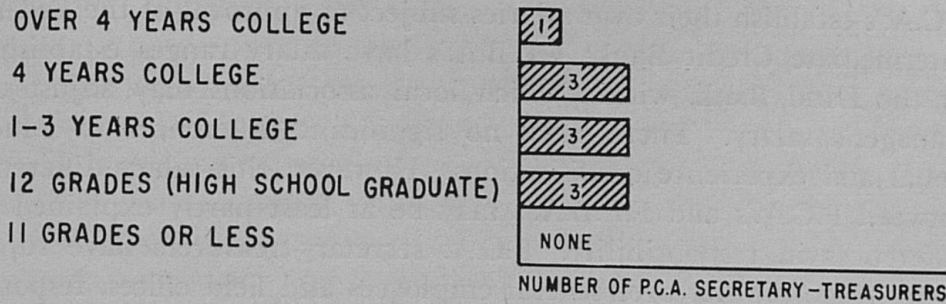 OVER 4 YEARS COLLEGE 1
4 YEARS COLLEGE 3
1-3 YEARS COLLEGE 3
12 GRADES (HIGH SCHOOL GRADUATE) 3
11 GRADES OR LESS NONE
NUMBER OF P.C.A. SECRETARY-TREASURERS